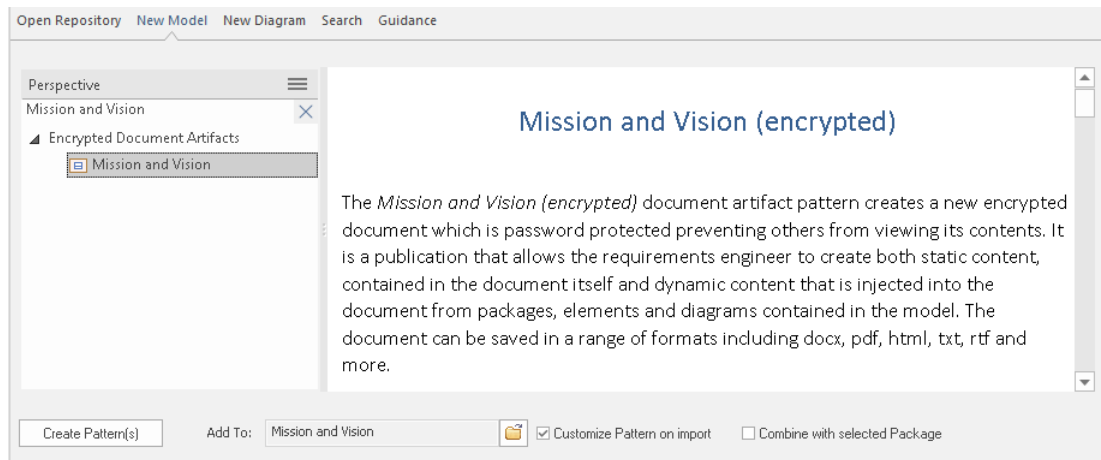 Open Repository New Model New Diagram Search Guidance
Perspective
Mission and Vision
Encrypted Document Artifacts
Mission and Vision
Mission and Vision (encrypted)
The Mission and Vision (encrypted) document artifact pattern creates a new encrypted
document which is password protected preventing others from viewing its contents. It
is a publication that allows the requirements engineer to create both static content,
contained in the document itself and dynamic content that is injected into the
document from packages, elements and diagrams contained in the model. The
document can be saved in a range of formats including docx, pdf, html, txt, rtf and
more.
Create Pattern(s) Add To: Mission and Vision Customize Pattern on import Combine with selected Package